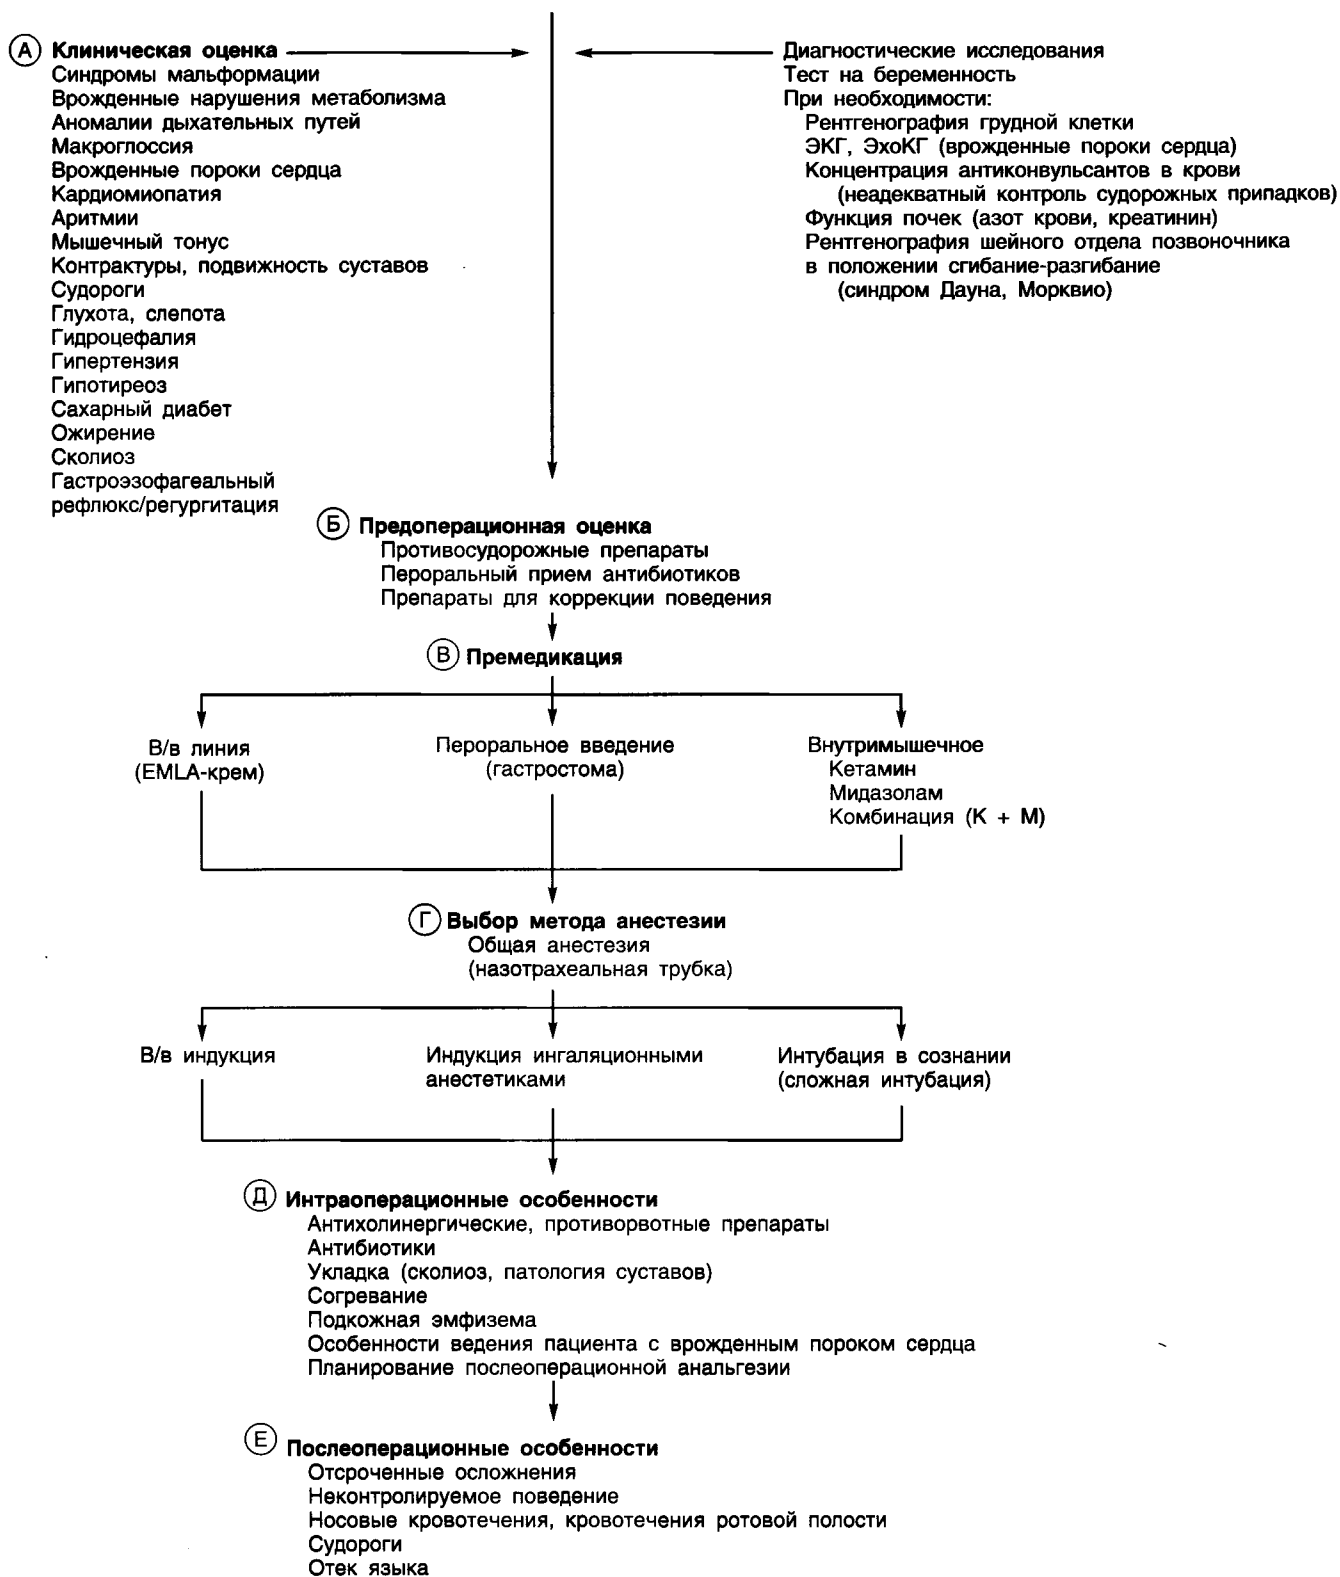 А Клиническая оценка
Синдромы мальформации
Врожденные нарушения метаболизма
Аномалии дыхательных путей
Макроглоссия
Врожденные пороки сердца
Кардиомиопатия
Аритмии
Мышечный тонус
Контрактуры, подвижность суставов
Судороги
Глухота, слепота
Гидроцефалия
Гипертензия
Гипотиреоз
Сахарный диабет
Ожирение
Сколиоз
Гастроэзофагеальный
рефлюкс/регургитация
Диагностические исследования
Тест на беременность
При необходимости:
Рентгенография грудной клетки
ЭКГ, ЭхоКГ (врожденные пороки сердца)
Концентрация антиконвульсантов в крови
(неадекватный контроль судорожных припадков)
Функция почек (азот крови, креатинин)
Рентгенография шейного отдела позвоночника
в положении сгибание-разгибание
(синдром Дауна, Морквио)
Б Предоперационная оценка
Противосудорожные препараты
Пероральный прием антибиотиков
Препараты для коррекции поведения
В Премедикация
В/в линия
(EMLA-крем)
Пероральное введение
(гастростома)
Внутримышечное
Кетамин
Мидазолам
Комбинация (К + М)
Г Выбор метода анестезии
Общая анестезия
(назотрахеальная трубка)
В/в индукция
Индукция ингаляционными
анестетиками
Интубация в сознании
(сложная интубация)
Д Интраоперационные особенности
Антихолинергические, противорвотные препараты
Антибиотики
Укладка (сколиоз, патология суставов)
Согревание
Подкожная эмфизема
Особенности ведения пациента с врожденным пороком сердца
Планирование послеоперационной анальгезии
Е Послеоперационные особенности
Отсроченные осложнения
Неконтролируемое поведение
Носовые кровотечения, кровотечения ротовой полости
Судороги
Отек языка